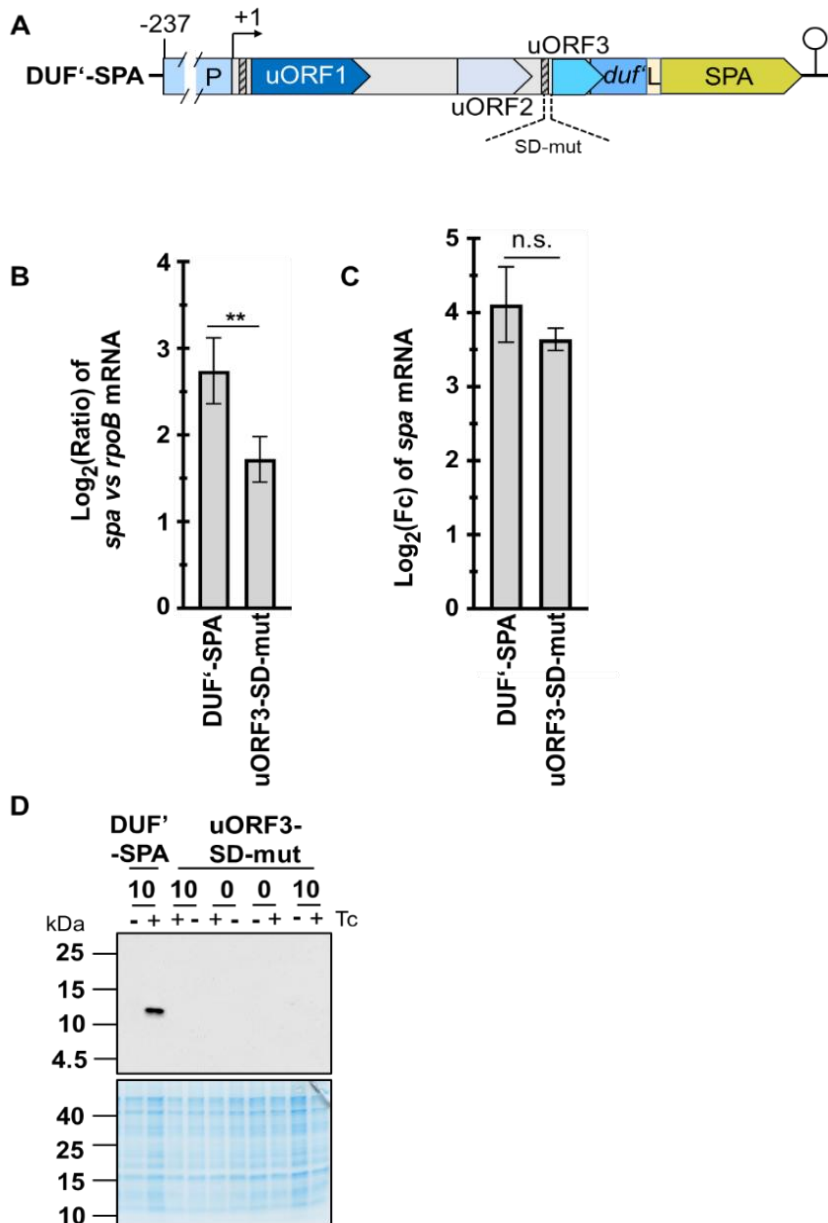 A
-237
+1
uORF3
DUF‘-SPA
P
uORF1
duf‘
L
SPA
uORF2
SD-mut
B
4
3
2
1
0
Log2(Ratio) of
spa vs rpoB mRNA
**
DUF‘-SPA
uORF3-SD-mut
C
5
4
3
2
1
0
Log2(Fc) of spa mRNA
n.s.
DUF‘-SPA
uORF3-SD-mut
D
DUF’ uORF3-
-SPA SD-mut
10 10 0 0 10
kDa - + + - + - - + - + Tc
25
15
10
4.5
40
25
15
10